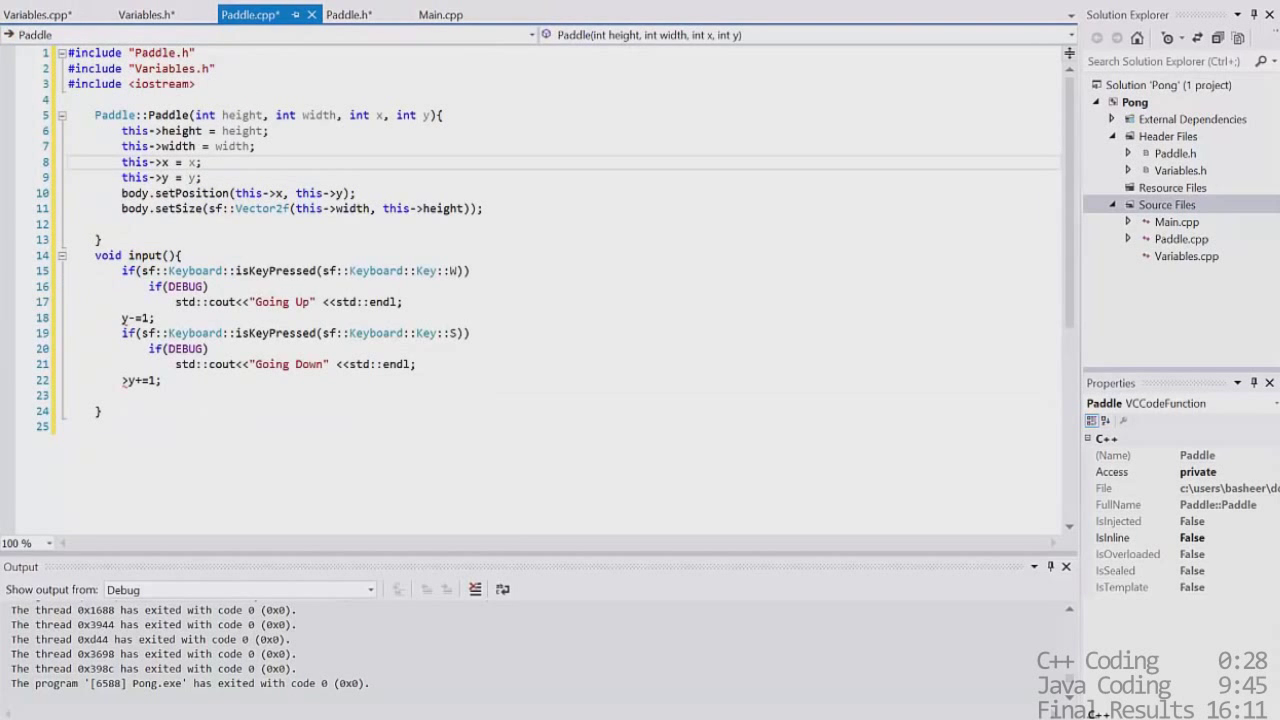 Variables.cpp* Variables.h* Paddle.cpp* Paddle.h* Main.cpp
Paddle Paddle(int height, int width, int x, int y)
1 #include "Paddle.h"
2 #include "Variables.h"
3 #include <iostream>
4
5 Paddle::Paddle(int height, int width, int x, int y){
6 this->height = height;
7 this->width = width;
8 this->x = x;
9 this->y = y;
10 body.setPosition(this->x, this->y);
11 body.setSize(sf::Vector2f(this->width, this->height));
12
13 }
14 void input(){
15 if(sf::Keyboard::isKeyPressed(sf::Keyboard::Key::W))
16 if(DEBUG)
17 std::cout<<"Going Up" <<std::endl;
18 y-=1;
19 if(sf::Keyboard::isKeyPressed(sf::Keyboard::Key::S))
20 if(DEBUG)
21 std::cout<<"Going Down" <<std::endl;
22 >y+=1;
23
24 }
25
100 %
Output
Show output from: Debug
The thread 0x1688 has exited with code 0 (0x0).
The thread 0x3944 has exited with code 0 (0x0).
The thread 0xd44 has exited with code 0 (0x0).
The thread 0x3698 has exited with code 0 (0x0).
The thread 0x398c has exited with code 0 (0x0).
The program '[6588] Pong.exe' has exited with code 0 (0x0).
Solution Explorer
Search Solution Explorer (Ctrl+;)
Solution 'Pong' (1 project)
Pong
External Dependencies
Header Files
Paddle.h
Variables.h
Resource Files
Source Files
Main.cpp
Paddle.cpp
Variables.cpp
Properties
Paddle VCCodeFunction
C++
(Name) Paddle
Access private
File c:\users\basheer\do
FullName Paddle::Paddle
IsInjected False
IsInline False
IsOverloaded False
IsSealed False
IsTemplate False
C++ Coding 0:28
Java Coding 9:45
Final Results 16:11
C++